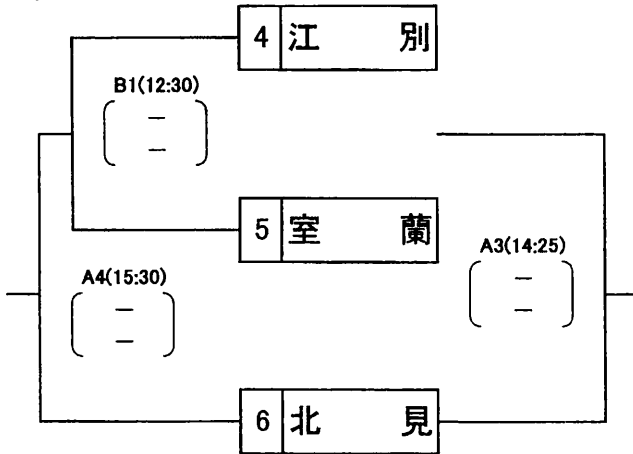 4 江 別
B1(12:30)
–
–
5 室 蘭
A3(14:25)
–
–
A4(15:30)
–
–
6 北 見